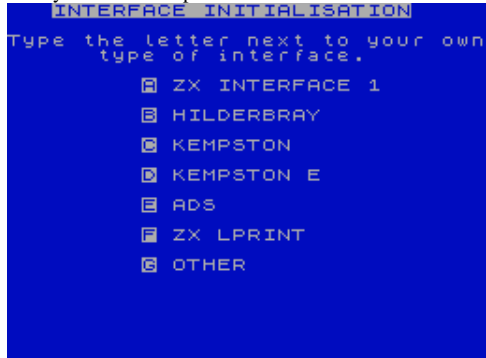 INTERFACE INITIALISATION
Type the letter next to your own
type of interface.
A ZX INTERFACE 1
B HILDERBRAY
C KEMPSTON
D KEMPSTON E
E ADS
F ZX LPRINT
G OTHER